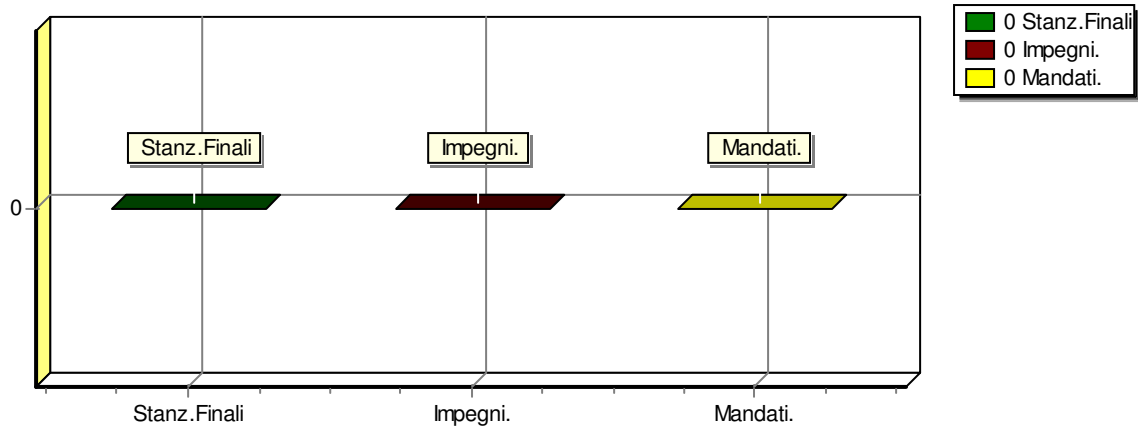 0 Stanz.Finali
0 Impegni.
0 Mandati.
Stanz.Finali
Impegni.
Mandati.
0
Stanz.Finali
Impegni.
Mandati.